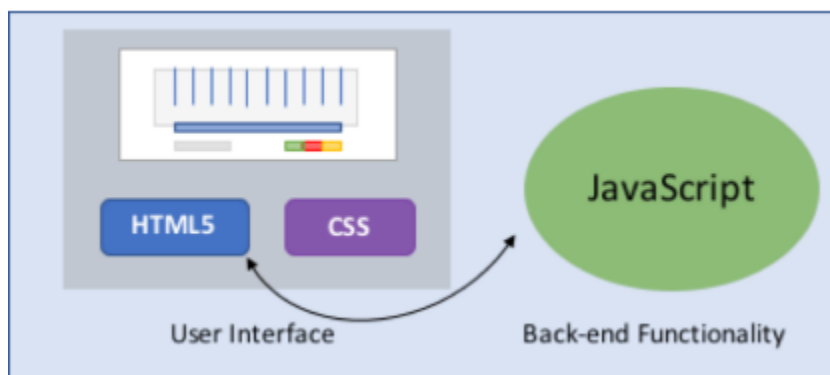 HTML5
CSS
JavaScript
User Interface
Back-end Functionality